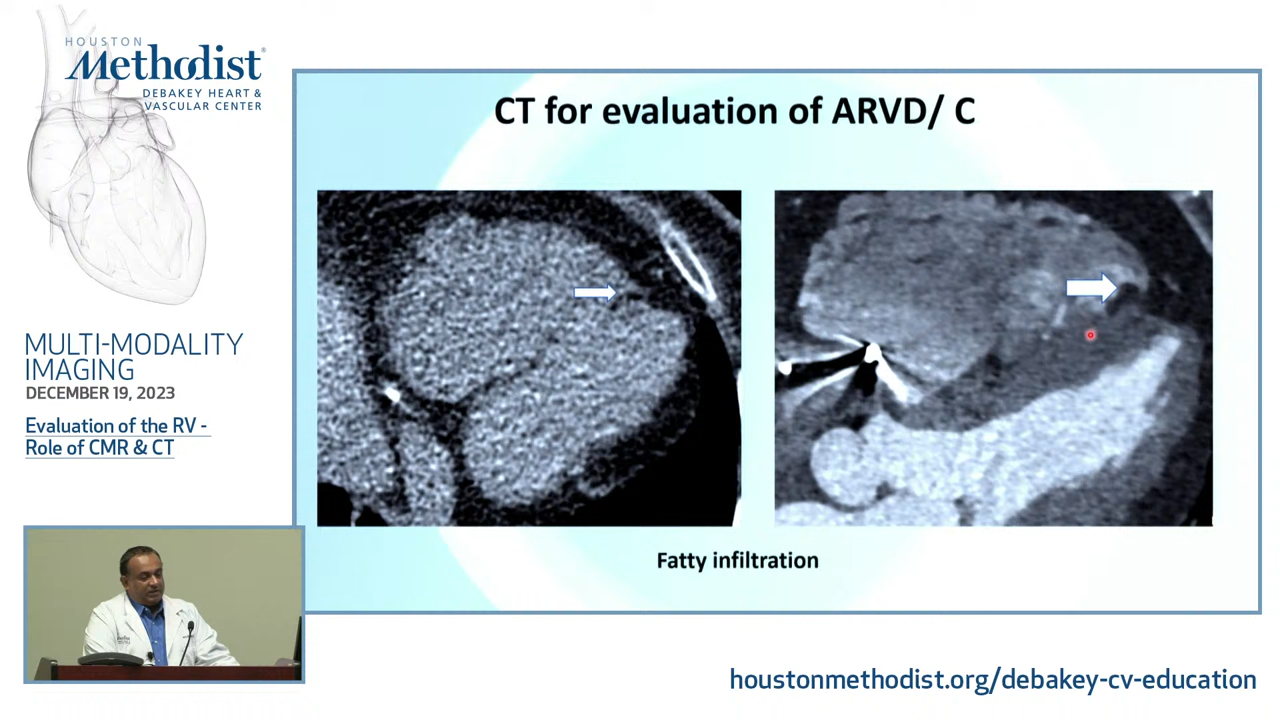 HOUSTON
Methodist®
DEBAKEY HEART &
VASCULAR CENTER
CT for evaluation of ARVD/ C
MULTI-MODALITY
IMAGING
DECEMBER 19, 2023
Evaluation of the RV -
Role of CMR & CT
Fatty infiltration
houstonmethodist.org/debakey-cv-education